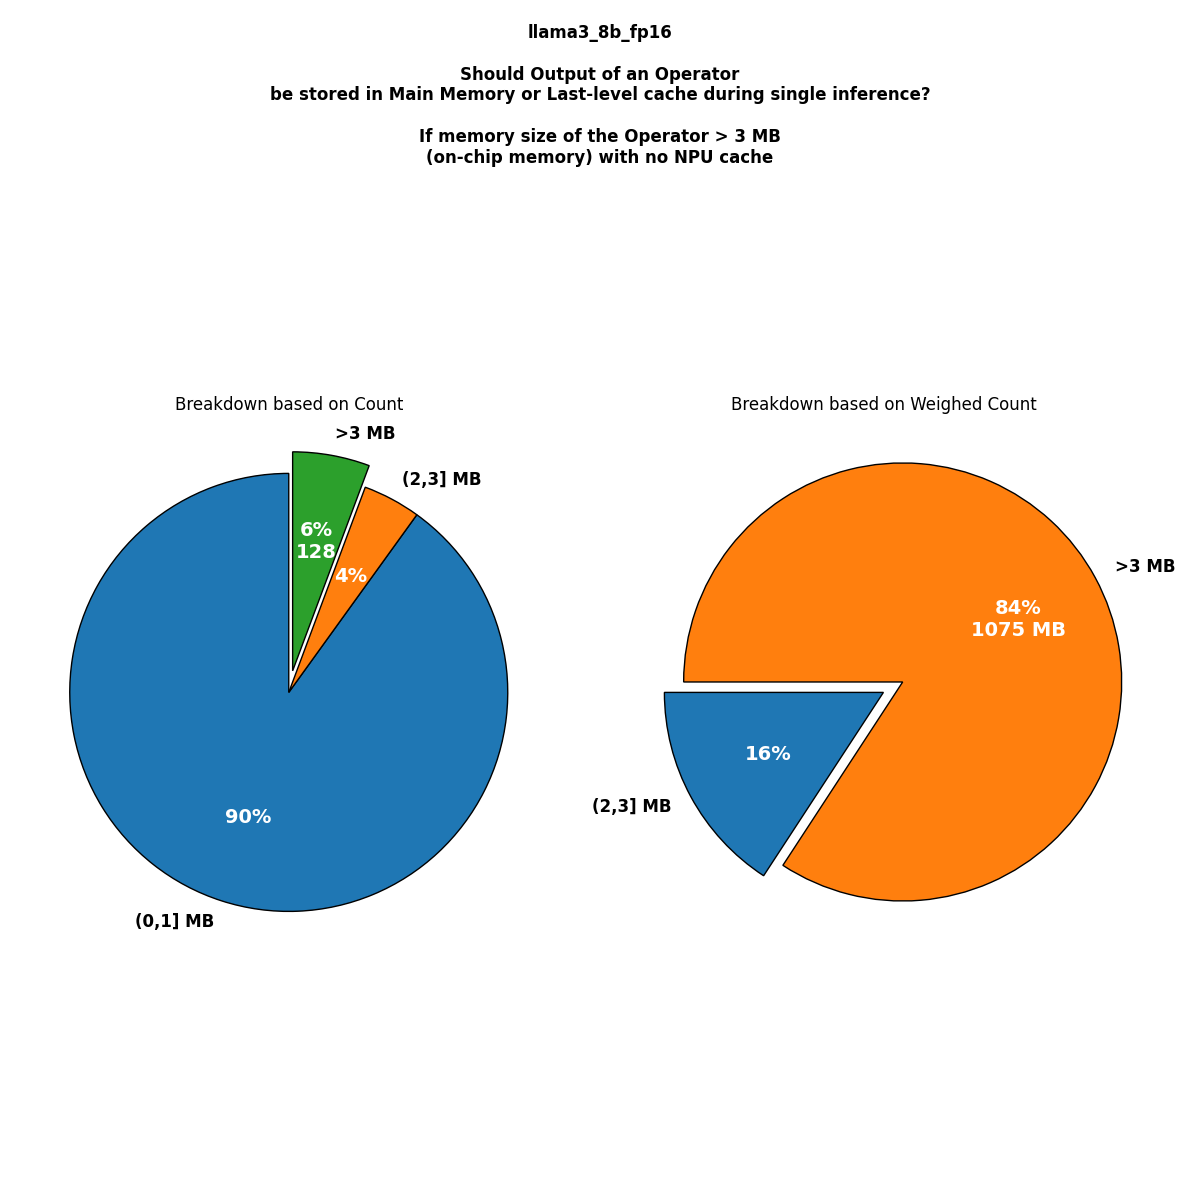 llama3_8b_fp16
Should Output of an Operator
be stored in Main Memory or Last-level cache during single inference?
If memory size of the Operator > 3 MB
(on-chip memory) with no NPU cache
Breakdown based on Count
>3 MB
(2,3] MB
6%
128
4%
90%
(0,1] MB
Breakdown based on Weighed Count
>3 MB
84%
1075 MB
16%
(2,3] MB